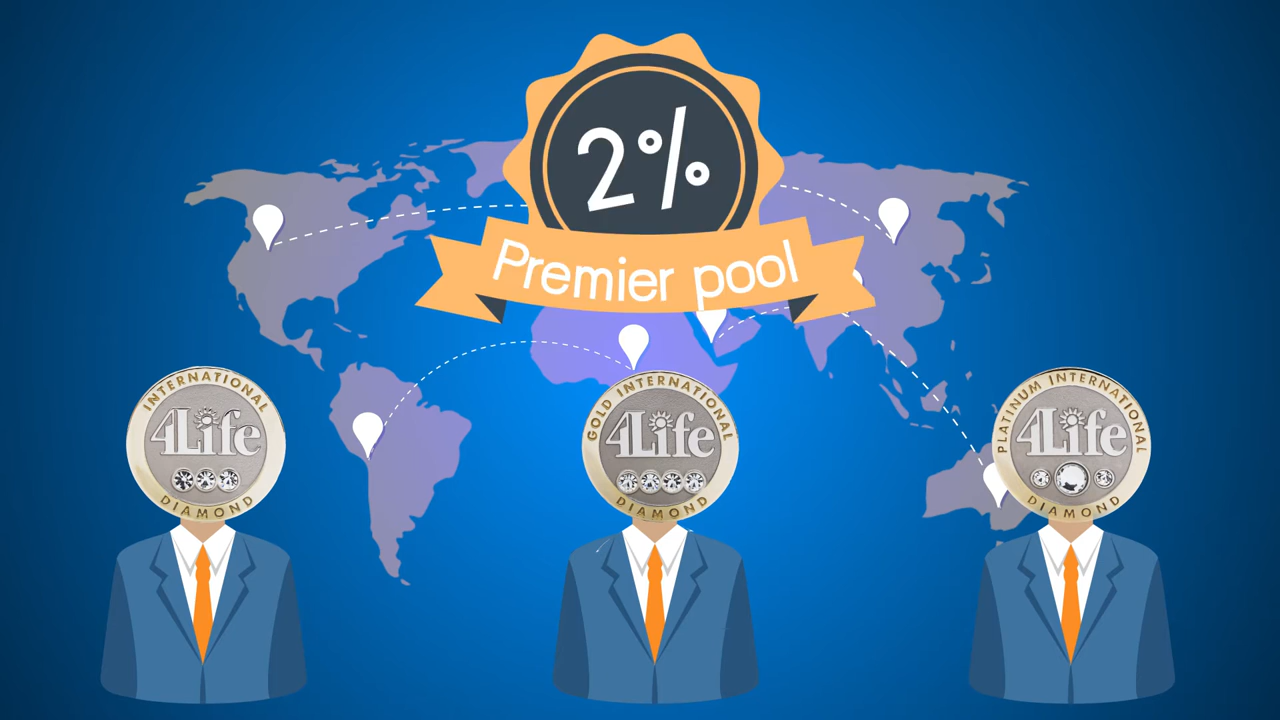 2%
Premier pool
INTERNATIONAL
4Life
DIAMOND
GOLD INTERNATIONAL
4Life
DIAMOND
PLATINUM INTERNATIONAL
4Life
DIAMOND